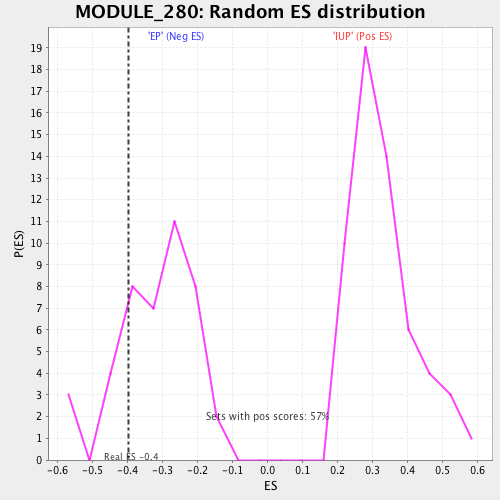 MODULE_280: Random ES distribution
'EP' (Neg ES) 'IUP' (Pos ES)
19
18
17
16
15
14
13
12
11
10
9
8
7
6
5
4
3
2
1
0
P(ES)
Sets with pos scores: 57%
Real ES -0.4
-0.6 -0.5 -0.4 -0.3 -0.2 -0.1 0.0 0.1 0.2 0.3 0.4 0.5 0.6
ES